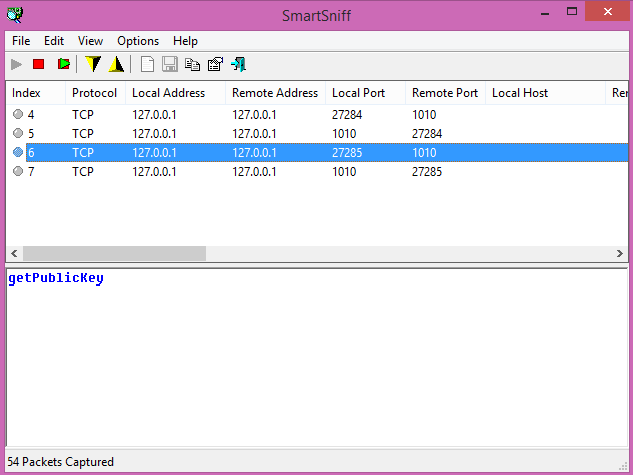 SmartSniff
File Edit View Options Help
Index Protocol Local Address Remote Address Local Port Remote Port Local Host
4 TCP 127.0.0.1 127.0.0.1 27284 1010
5 TCP 127.0.0.1 127.0.0.1 1010 27284
6 TCP 127.0.0.1 127.0.0.1 27285 1010
7 TCP 127.0.0.1 127.0.0.1 1010 27285
getPublicKey
54 Packets Captured